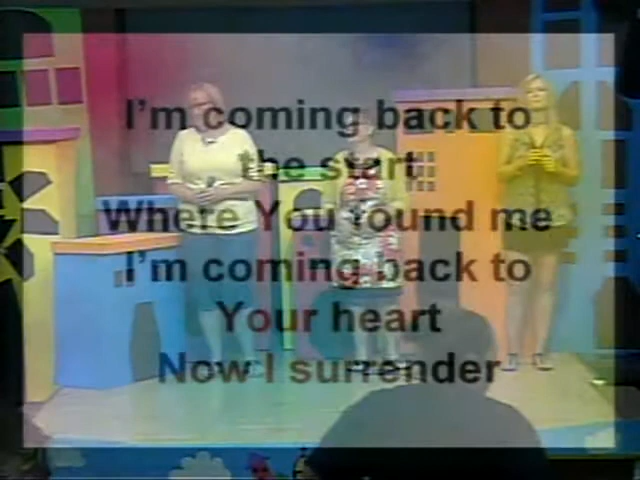 I'm coming back to
the start
Where You found me
I'm coming back to
Your heart
Now I surrender